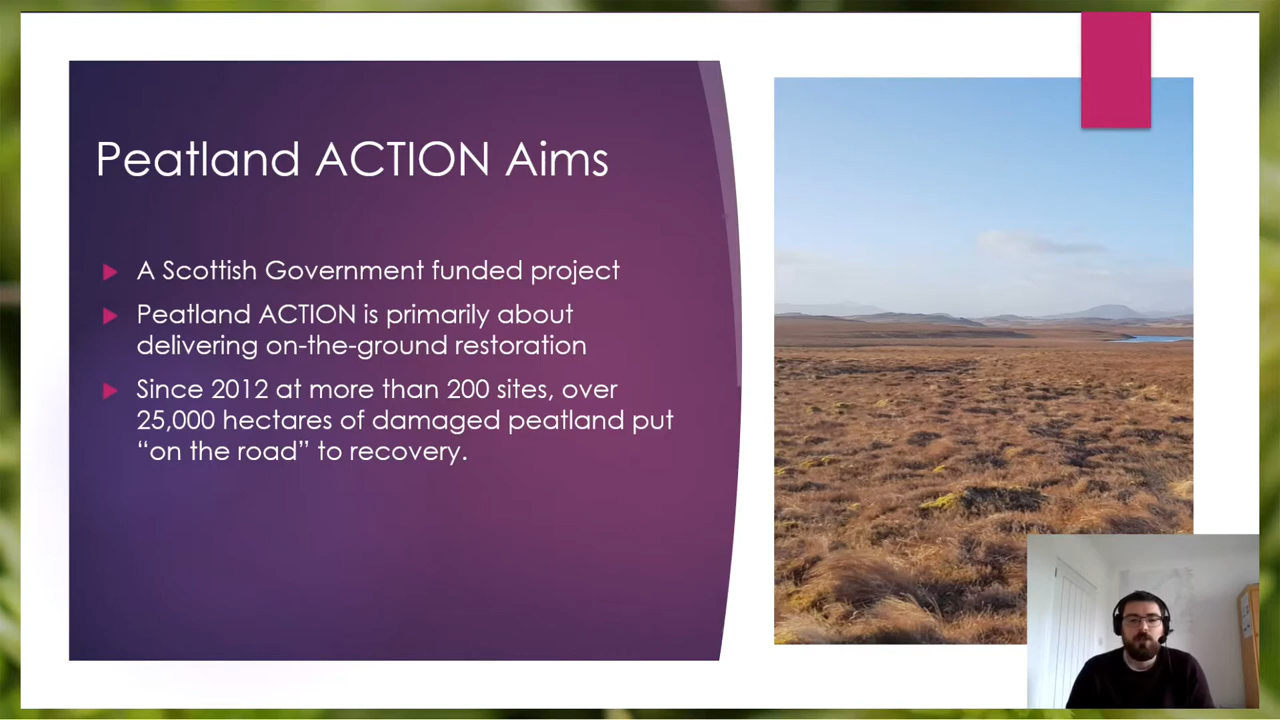 Peatland ACTION Aims
A Scottish Government funded project
Peatland ACTION is primarily about
delivering on-the-ground restoration
Since 2012 at more than 200 sites, over
25,000 hectares of damaged peatland put
“on the road” to recovery.